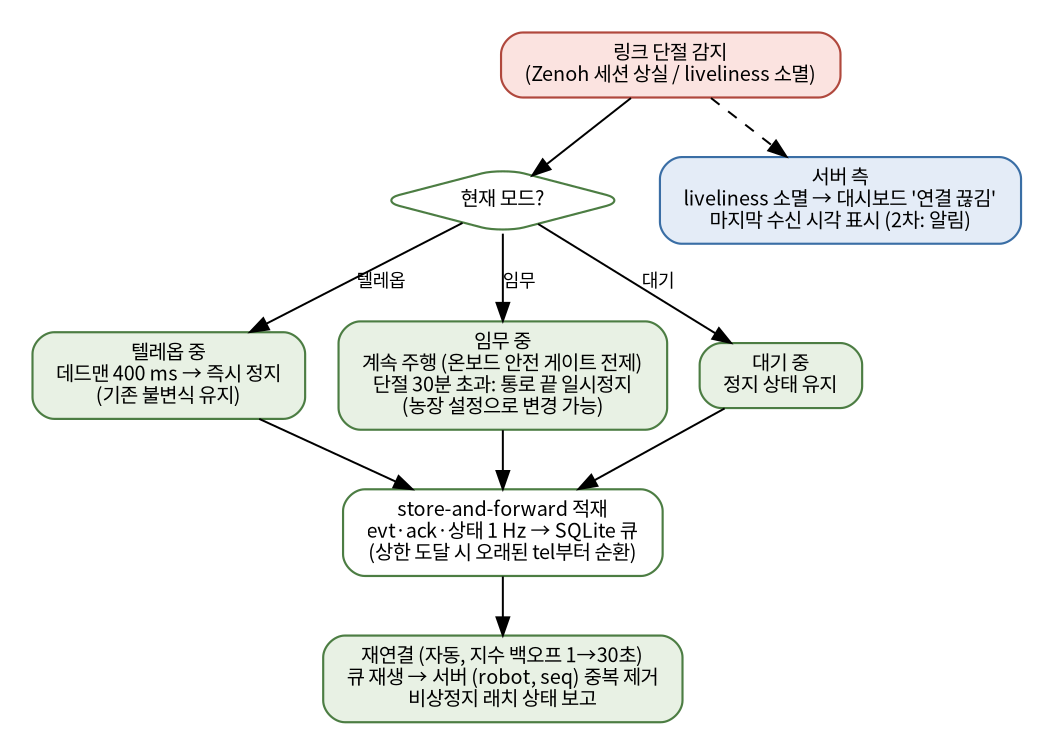 링크 단절 감지
(Zenoh 세션 상실 / liveliness 소멸)
서버 측
liveliness 소멸 → 대시보드 '연결 끊김'
마지막 수신 시각 표시 (2차: 알림)
현재 모드?
텔레옵
임무
대기
텔레옵 중
데드맨 400 ms → 즉시 정지
(기존 불변식 유지)
임무 중
계속 주행 (온보드 안전 게이트 전제)
단절 30분 초과: 통로 끝 일시정지
(농장 설정으로 변경 가능)
대기 중
정지 상태 유지
store-and-forward 적재
evt·ack·상태 1 Hz → SQLite 큐
(상한 도달 시 오래된 tel부터 순환)
재연결 (자동, 지수 백오프 1→30초)
큐 재생 → 서버 (robot, seq) 중복 제거
비상정지 래치 상태 보고